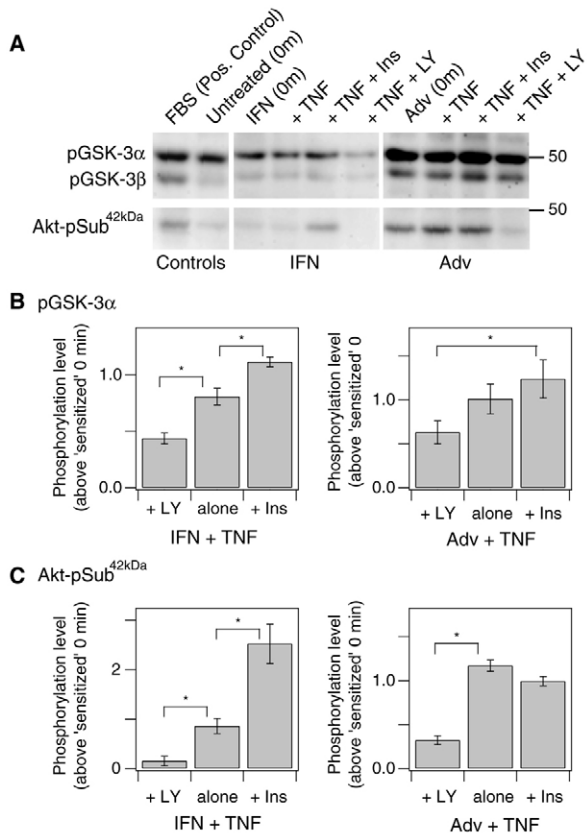 A
FBS (Pos. Control)
Untreated (0m)
IFN (0m)
+ TNF
+ TNF + Ins
+ TNF + LY
Adv (0m)
+ TNF
+ TNF + Ins
+ TNF + LY
pGSK-3α
pGSK-3β
50
50
Akt-pSub42kDa
Controls
IFN
Adv
B pGSK-3α
Phosphorylation level
(above 'sensitized' 0 min)
1.0
0.0
*
*
+ LY alone + Ins
IFN + TNF
Phosphorylation level
(above 'sensitized' 0
1.0
0.0
*
+ LY alone + Ins
Adv + TNF
C Akt-pSub42kDa
Phosphorylation level
(above 'sensitized' 0 min)
2
0
*
*
+ LY alone + Ins
IFN + TNF
Phosphorylation level
(above 'sensitized' 0 min)
1.0
0.0
*
+ LY alone + Ins
Adv + TNF